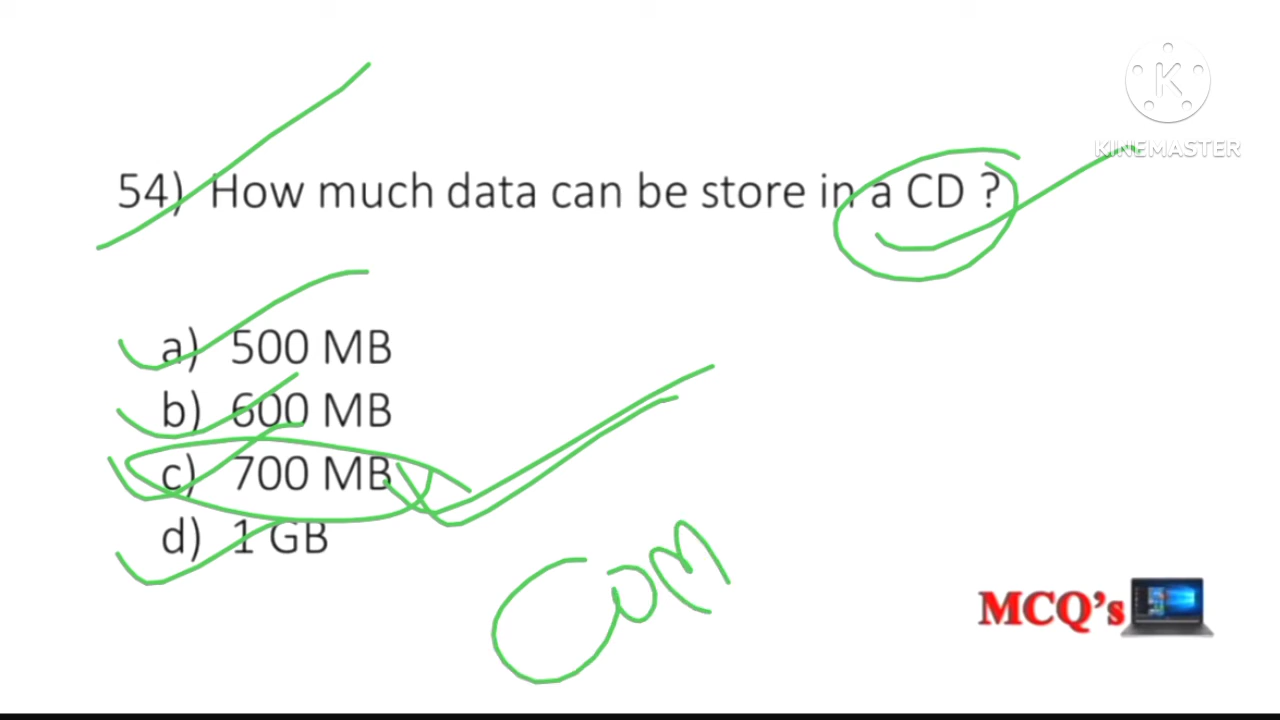 KINEMASTER
54) How much data can be store in a CD ?
a) 500 MB
b) 600 MB
c) 700 MB
d) 1 GB
com
MCQ's